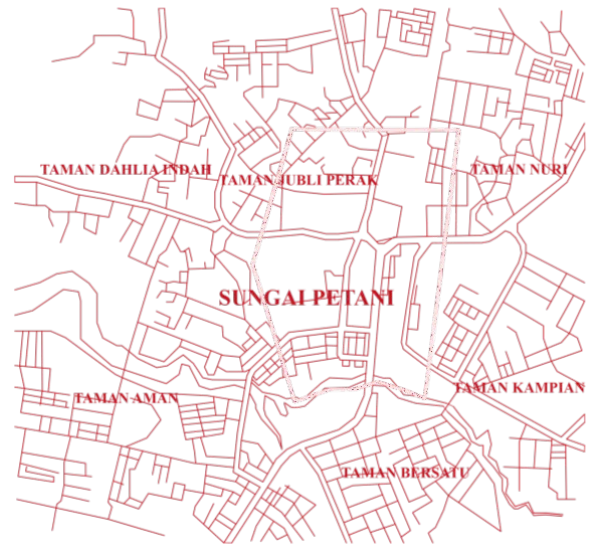 TAMAN DAHLIA INDAH
TAMAN JUBLI PERAK
TAMAN NURI
SUNGAI PETANI
TAMAN AMAN
TAMAN KAMPIAN
TAMAN BERSATU